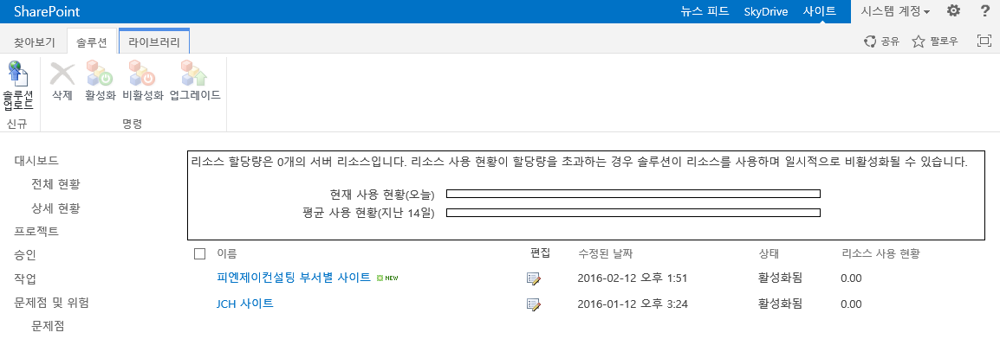 SharePoint 뉴스 피드 SkyDrive 사이트 시스템 계정 ?
찾아보기 솔루션 라이브러리 공유 팔로우
솔루션 업로드 삭제 활성화 비활성화 업그레이드
신규 명령
대시보드
전체 현황
상세 현황
프로젝트
승인
작업
문제점 및 위험
문제점
리소스 할당량은 0개의 서버 리소스입니다. 리소스 사용 현황이 할당량을 초과하는 경우 솔루션이 리소스를 사용하며 일시적으로 비활성화될 수 있습니다.
현재 사용 현황(오늘)
평균 사용 현황(지난 14일)
이름 편집 수정된 날짜 상태 리소스 사용 현황
피엔제이컨설팅 부서별 사이트 NEW 2016-02-12 오후 1:51 활성화됨 0.00
JCH 사이트 2016-01-12 오후 3:24 활성화됨 0.00